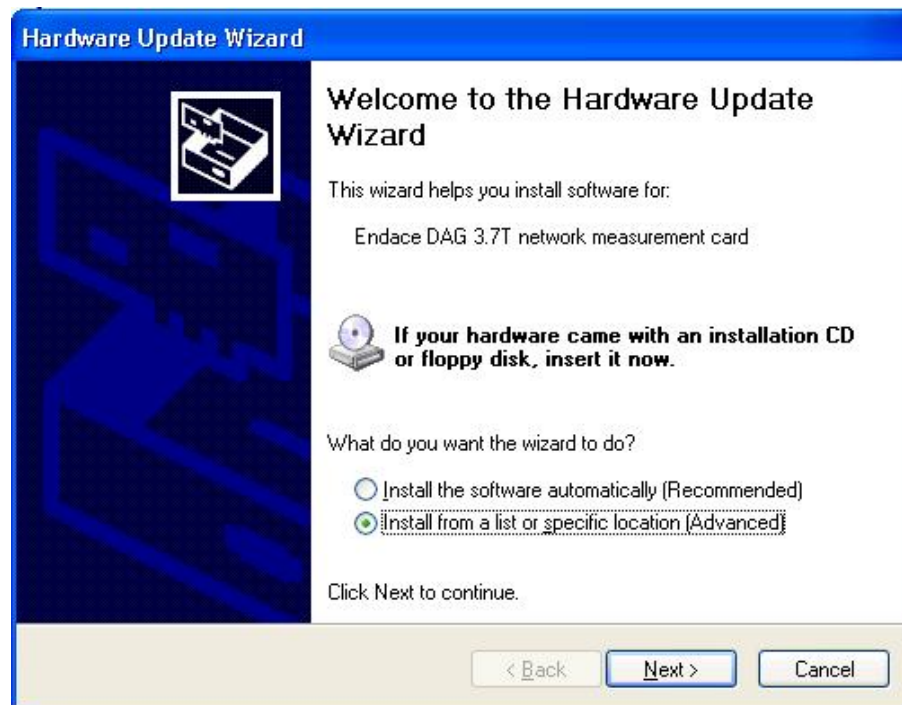 Hardware Update Wizard
Welcome to the Hardware Update
Wizard
This wizard helps you install software for:
Endace DAG 3.7T network measurement card
If your hardware came with an installation CD
or floppy disk, insert it now.
What do you want the wizard to do?
Install the software automatically (Recommended)
Install from a list or specific location (Advanced)
Click Next to continue.
< Back Next > Cancel